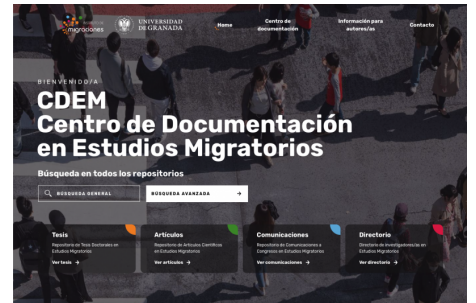 migraciones
UNIVERSIDAD
DE GRANADA
Home
Centro de
documentación
Información para
autores/as
Contacto
BIENVENIDO/A
CDEM
Centro de Documentación
en Estudios Migratorios
Búsqueda en todos los repositorios
BÚSQUEDA GENERAL
BÚSQUEDA AVANZADA →
Tesis
Repositorio de Tesis Doctorales en
Estudios Migratorios
Ver tesis →
Artículos
Repositorio de Artículos Científicos
en Estudios Migratorios
Ver artículos →
Comunicaciones
Repositorio de Comunicaciones a
Congresos en Estudios Migratorios
Ver comunicaciones →
Directorio
Directorio de investigadores/as en
Estudios Migratorios
Ver directorio →